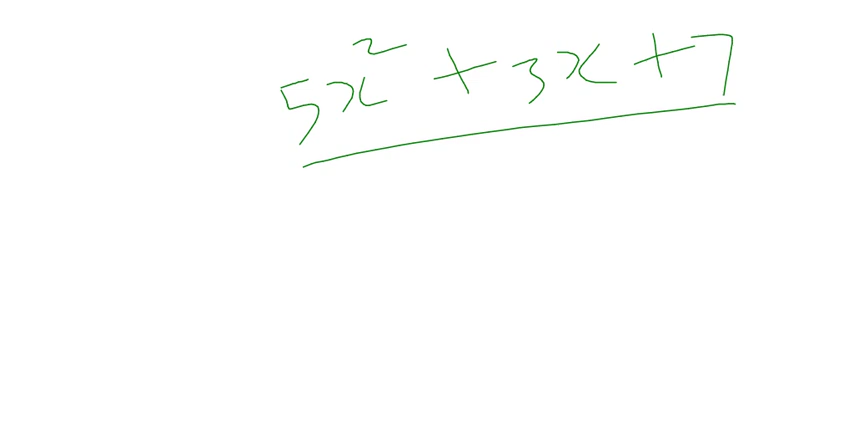 5x² + 3x + 7